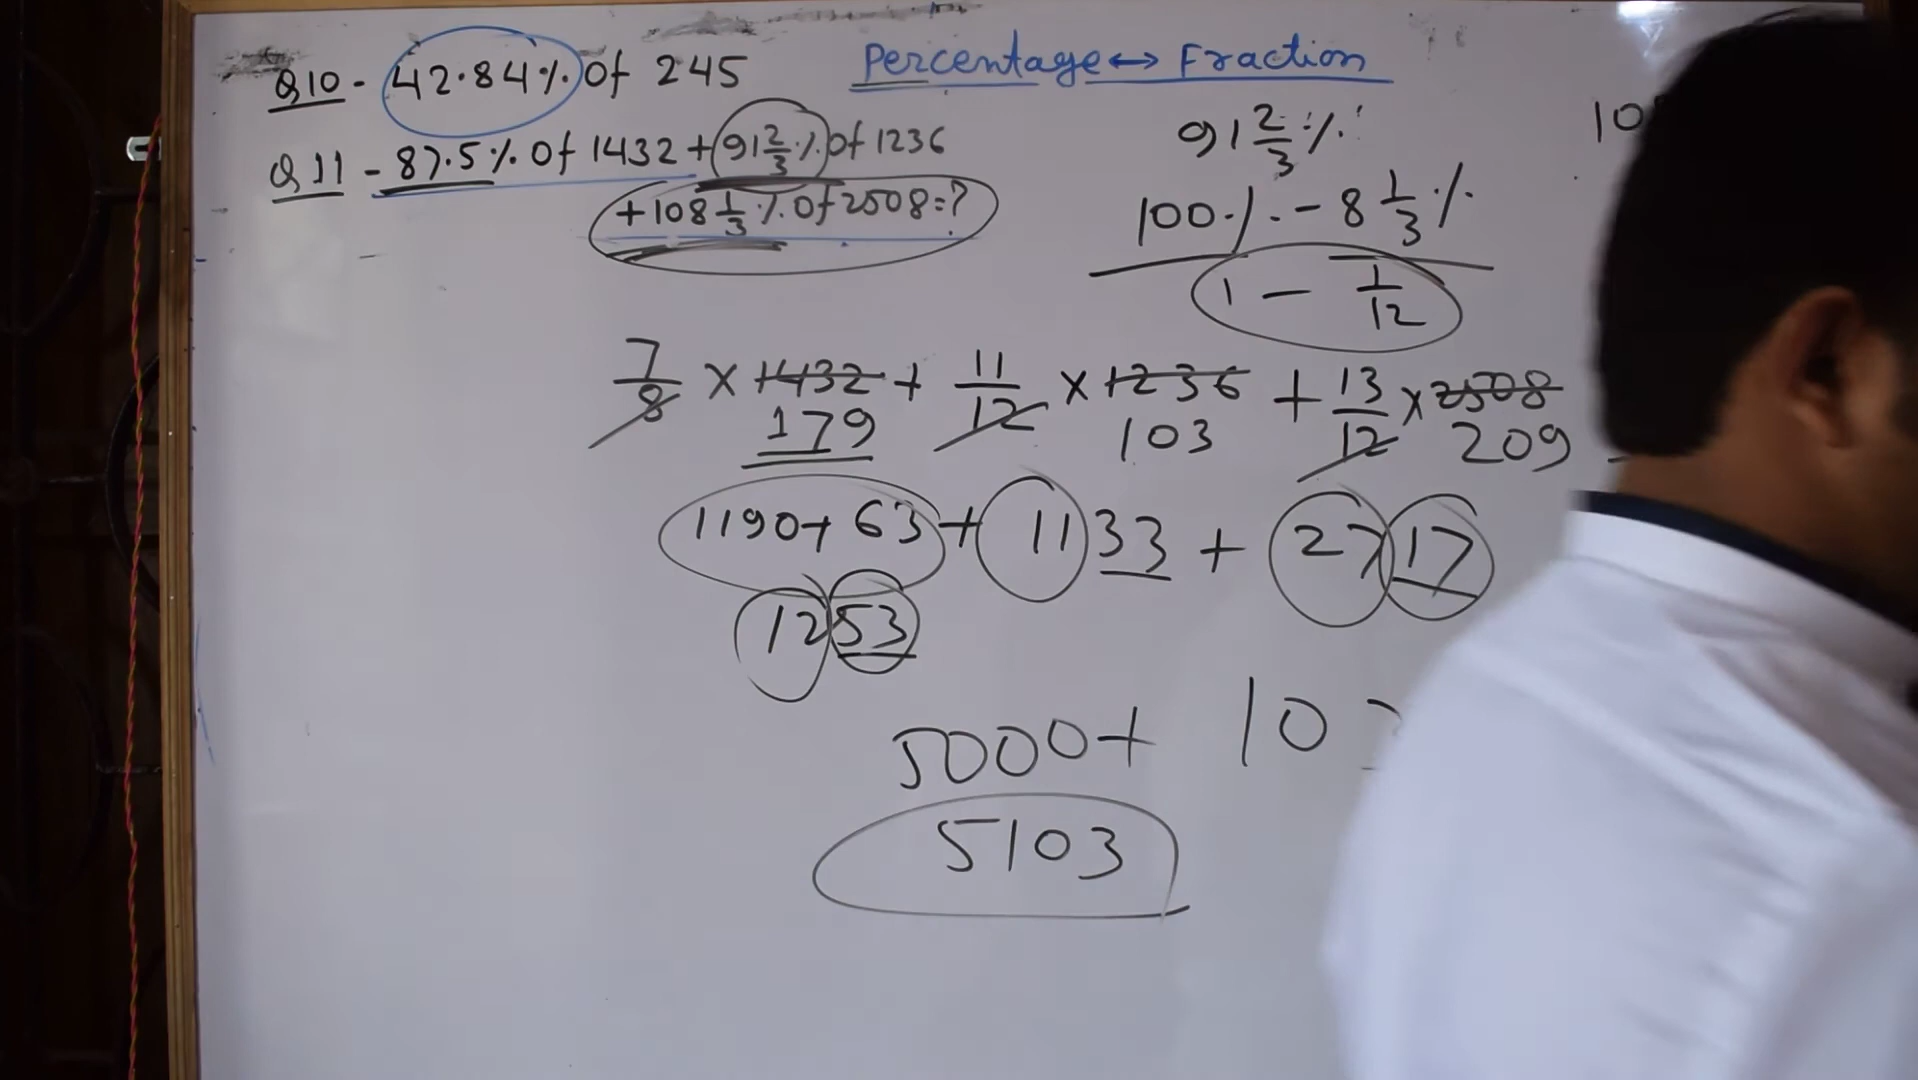 Q10 - 42.84% of 245
Percentage ↔ Fraction
Q11 - 87.5% of 1432 + 91 2/3 % of 1236
+ 108 1/3 % of 2508 = ?
91 2/3 %
10
100% - 8 1/3 %
1 - 1/12
7/8 × 1432 + 11/12 × 1236 + 13/12 × 2508
179 103 209
1190 + 63 + 1133 + 2717
1253
5000 + 10
5103